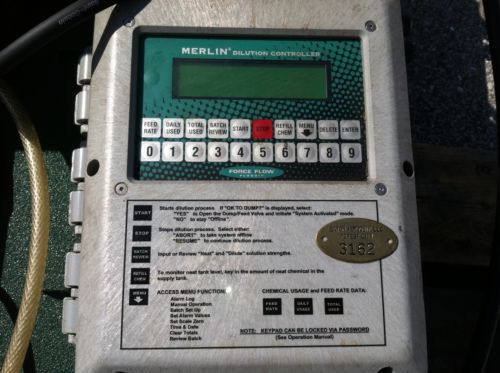 MERLIN® DILUTION CONTROLLER
FEED RATE
DAILY USED
TOTAL USED
BATCH REVIEW
START
STOP
REFILL CHEM
MENU
DELETE
ENTER
0 1 2 3 4 5 6 7 8 9
FORCE FLOW
START
Starts dilution process. If "OK TO DUMP?" is displayed, select:
"YES" to Open the Dump/Feed Valve and initiate "System Activated" mode.
"NO" to stay "Offline".
STOP
Stops dilution process. Select either:
"ABORT" to take system offline
"RESUME" to continue dilution process.
BATCH REVIEW
Input or Review "Neat" and "Dilute" solution strengths.
REFILL CHEM
To monitor neat tank level, key in the amount of neat chemical in the
supply tank.
MENU
ACCESS MENU FUNCTION:
Alarm Log
Manual Operation
Batch Set Up
Set Alarm Values
Set Scale Zero
Time & Date
Clear Totals
Review Batch
CHEMICAL USAGE and FEED RATE DATA:
FEED RATE
DAILY USAGE
TOTAL USED
NOTE: KEYPAD CAN BE LOCKED VIA PASSWORD
(See Operation Manual)
3162